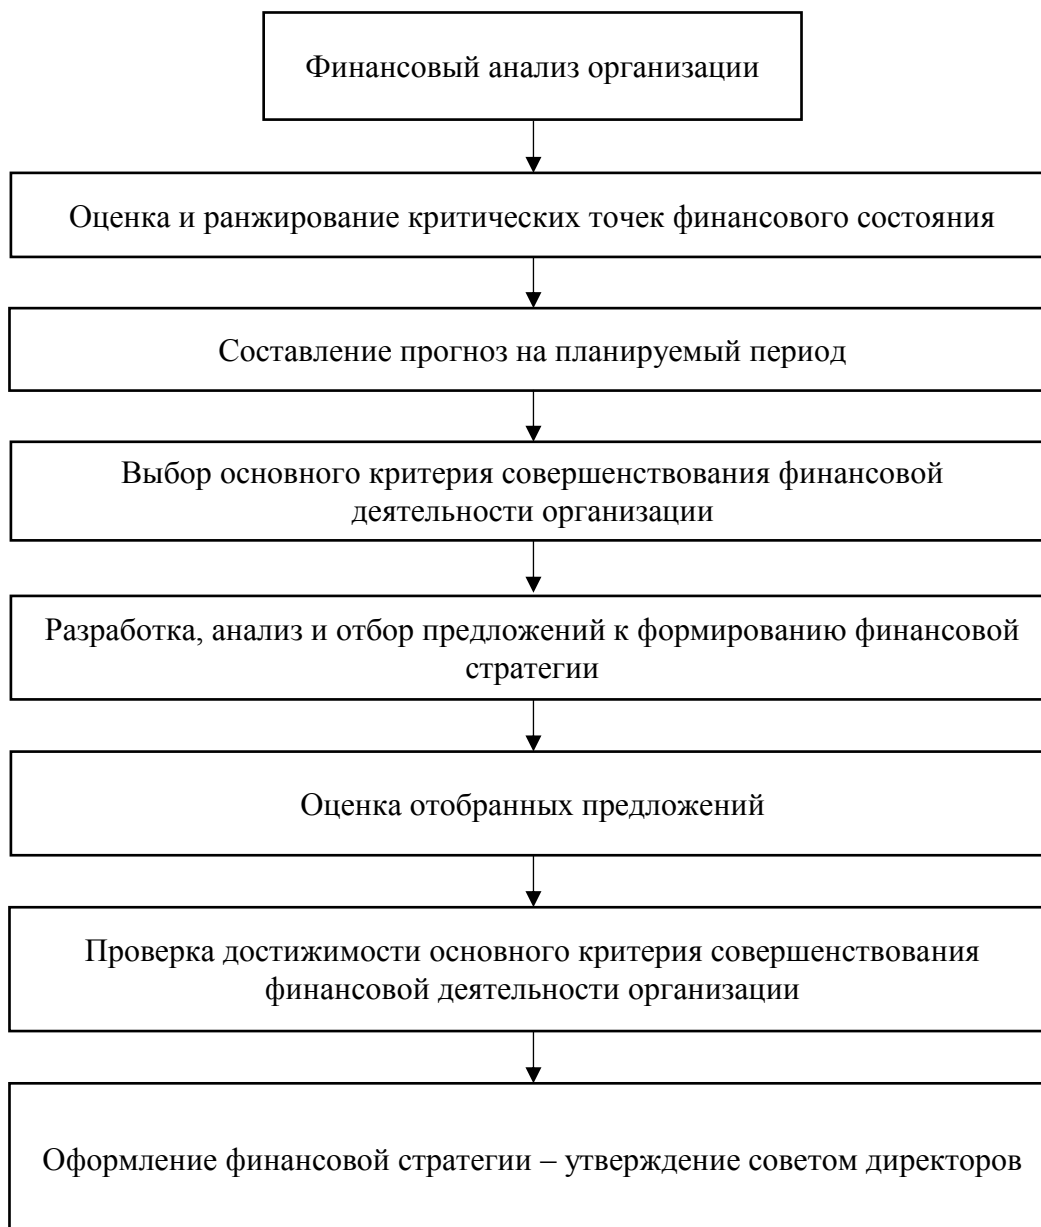 Финансовый анализ организации
Оценка и ранжирование критических точек финансового состояния
Составление прогноз на планируемый период
Выбор основного критерия совершенствования финансовой
деятельности организации
Разработка, анализ и отбор предложений к формированию финансовой
стратегии
Оценка отобранных предложений
Проверка достижимости основного критерия совершенствования
финансовой деятельности организации
Оформление финансовой стратегии – утверждение советом директоров